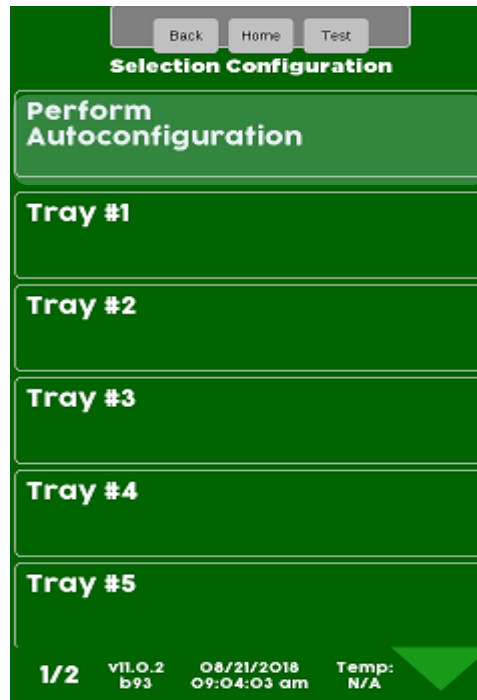 Back Home Test
Selection Configuration
Perform
Autoconfiguration
Tray #1
Tray #2
Tray #3
Tray #4
Tray #5
1/2 v11.0.2 08/21/2018 Temp:
b93 09:04:03 am N/A